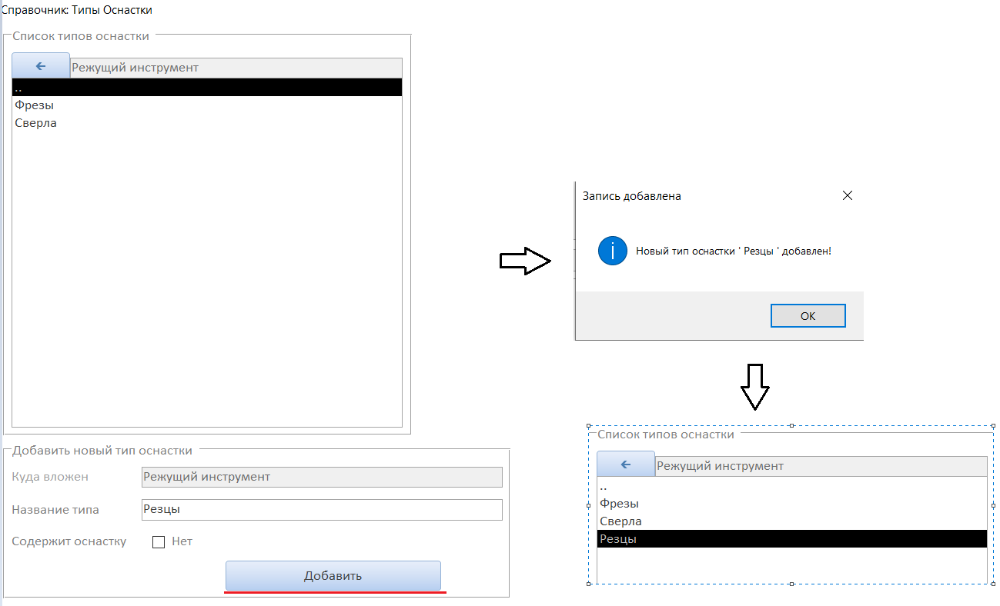 Справочник: Типы Оснастки
Список типов оснастки
Режущий инструмент
..
Фрезы
Сверла
Добавить новый тип оснастки
Куда вложен Режущий инструмент
Название типа Резцы
Содержит оснастку Нет
Добавить
Запись добавлена
Новый тип оснастки ' Резцы ' добавлен!
OK
Список типов оснастки
Режущий инструмент
..
Фрезы
Сверла
Резцы